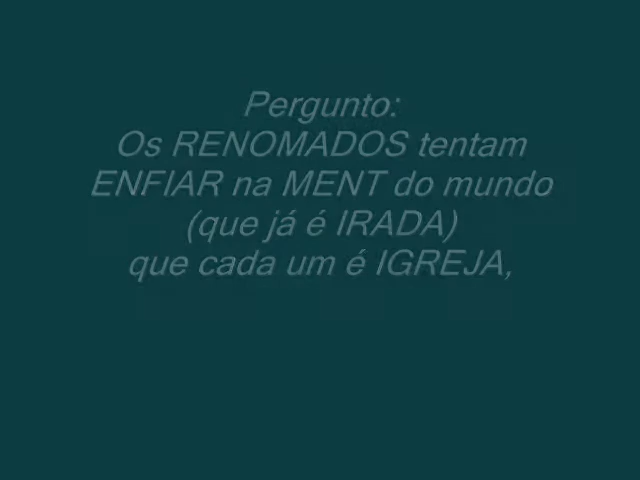 Pergunto:
Os RENOMADOS tentam
ENFIAR na MENT do mundo
(que já é IRADA)
que cada um é IGREJA,